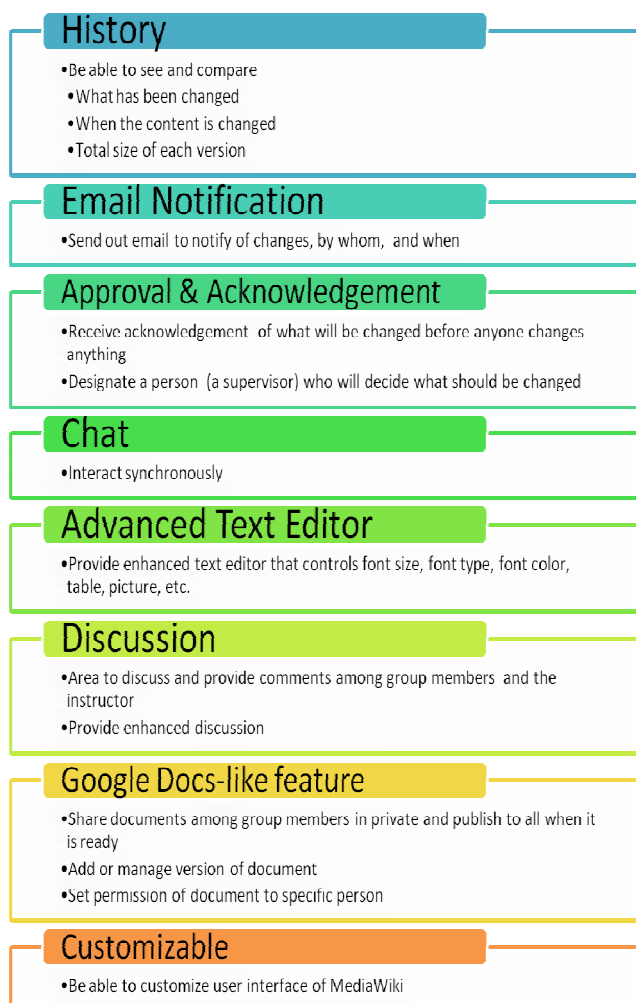 History
•Be able to see and compare
•What has been changed
•When the content is changed
•Total size of each version
Email Notification
•Send out email to notify of changes, by whom, and when
Approval & Acknowledgement
•Receive acknowledgement of what will be changed before anyone changes
anything
•Designate a person (a supervisor) who will decide what should be changed
Chat
•Interact synchronously
Advanced Text Editor
•Provide enhanced text editor that controls font size, font type, font color,
table, picture, etc.
Discussion
•Area to discuss and provide comments among group members and the
instructor
•Provide enhanced discussion
Google Docs-like feature
•Share documents among group members in private and publish to all when it
is ready
•Add or manage version of document
•Set permission of document to specific person
Customizable
•Be able to customize user interface of MediaWiki